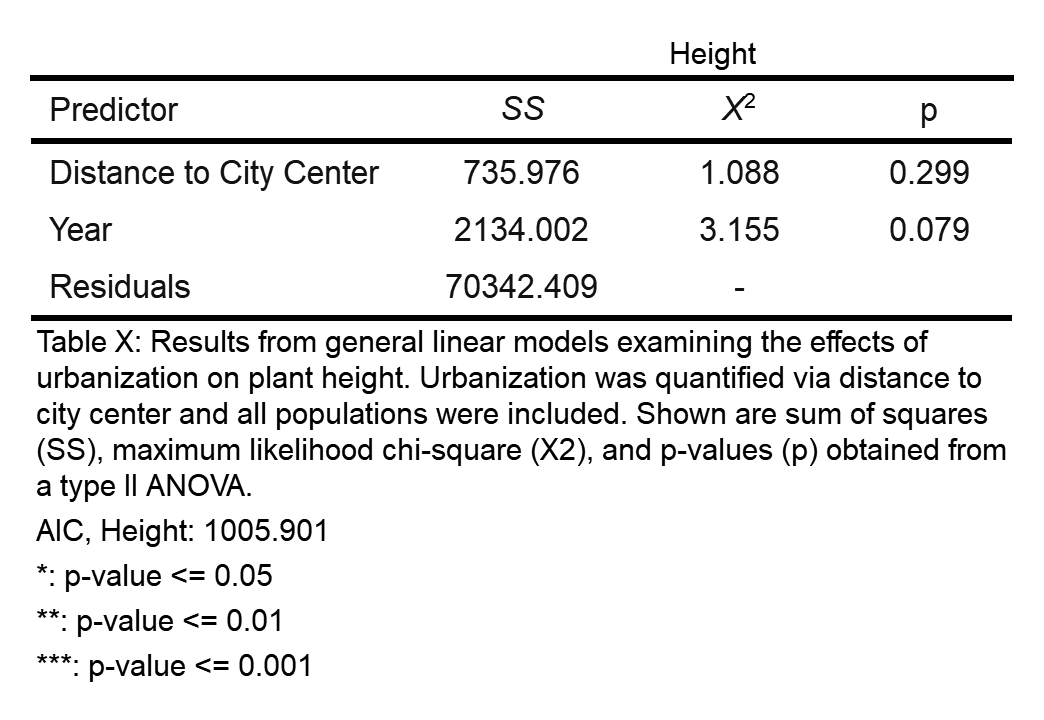 Height
Predictor SS X² p
Distance to City Center 735.976 1.088 0.299
Year 2134.002 3.155 0.079
Residuals 70342.409 -
Table X: Results from general linear models examining the effects of
urbanization on plant height. Urbanization was quantified via distance to
city center and all populations were included. Shown are sum of squares
(SS), maximum likelihood chi-square (X2), and p-values (p) obtained from
a type II ANOVA.
AIC, Height: 1005.901
*: p-value <= 0.05
**: p-value <= 0.01
***: p-value <= 0.001